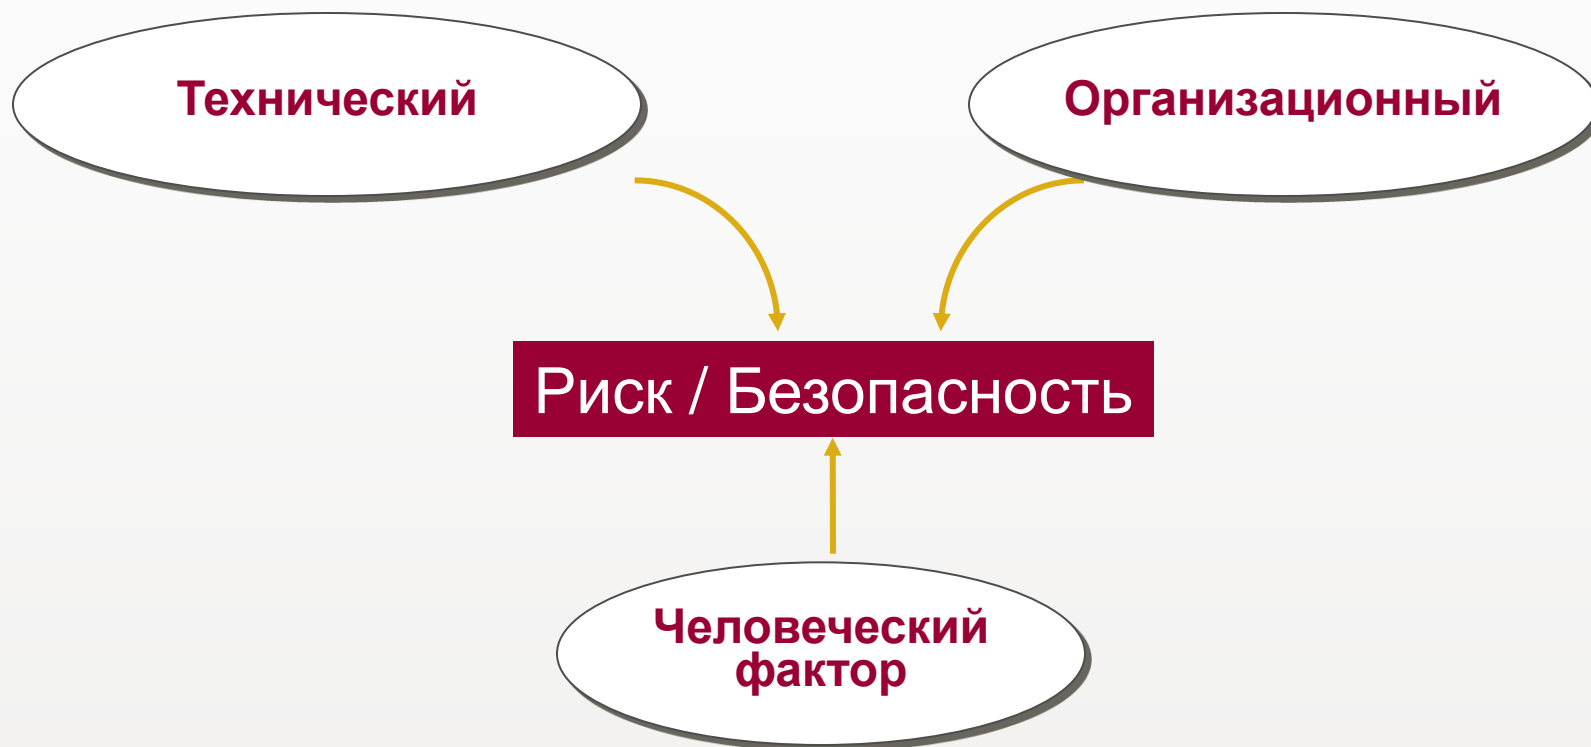 Технический
Организационный
Риск / Безопасность
Человеческий
фактор